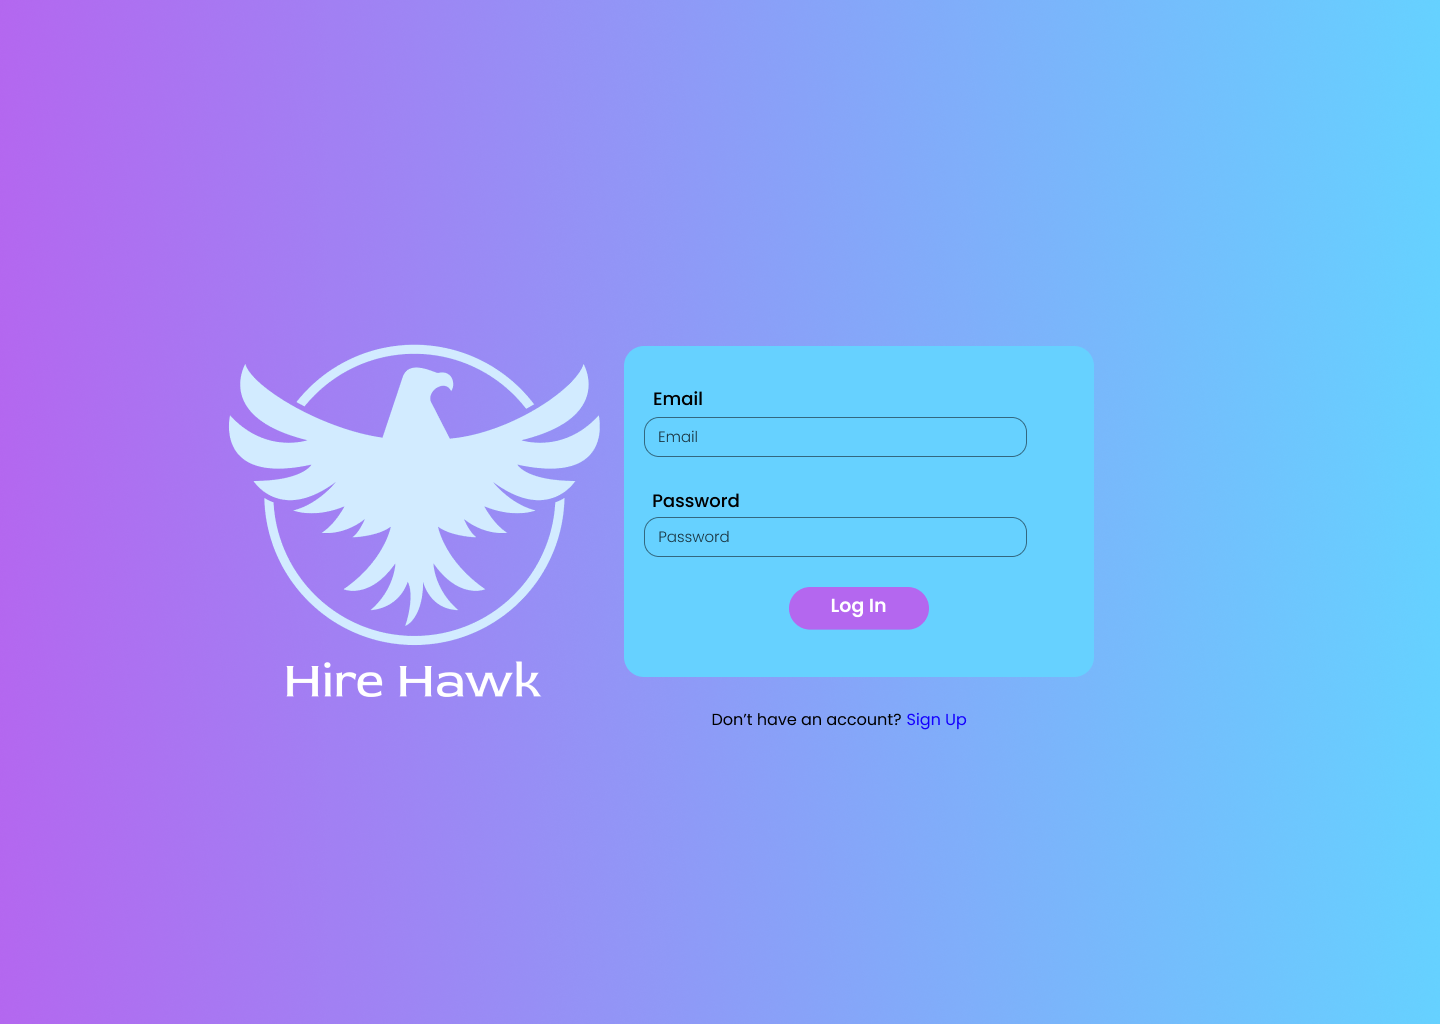 Hire Hawk
Email
Email
Password
Password
Log In
Don’t have an account? Sign Up